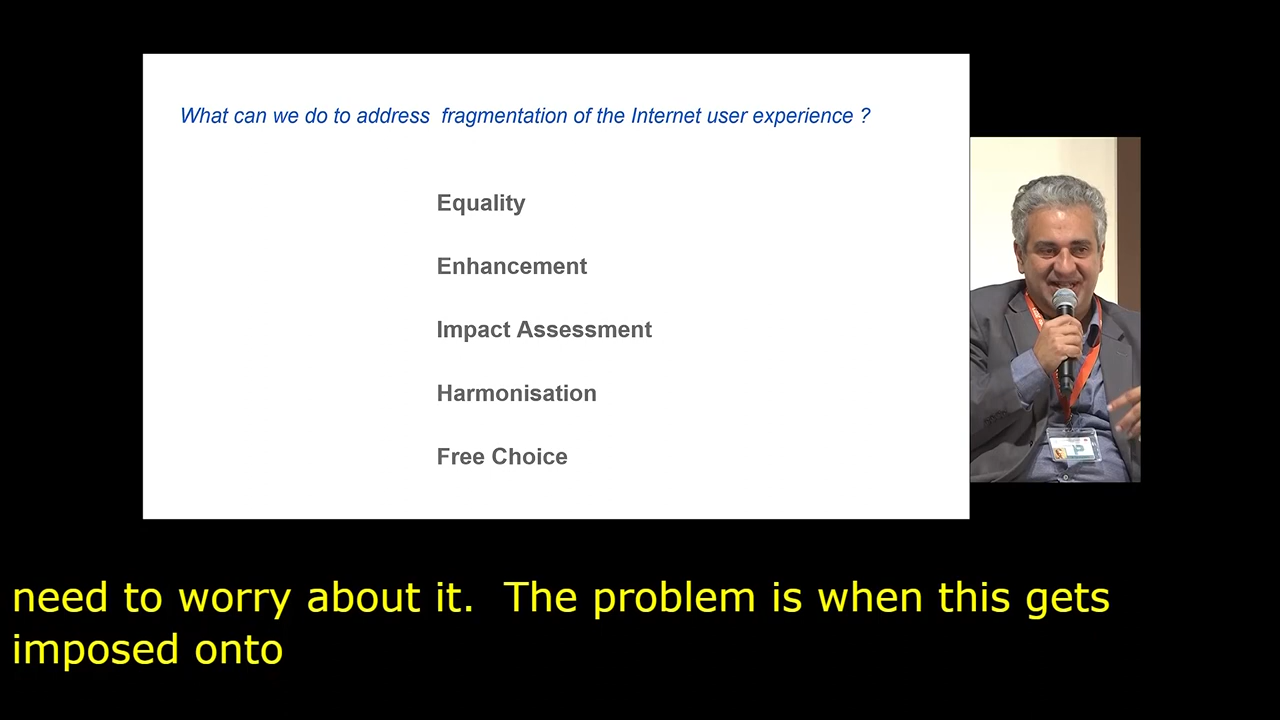 What can we do to address  fragmentation of the Internet user experience ?
Equality
Enhancement
Impact Assessment
Harmonisation
Free Choice
need to worry about it.  The problem is when this gets
imposed onto